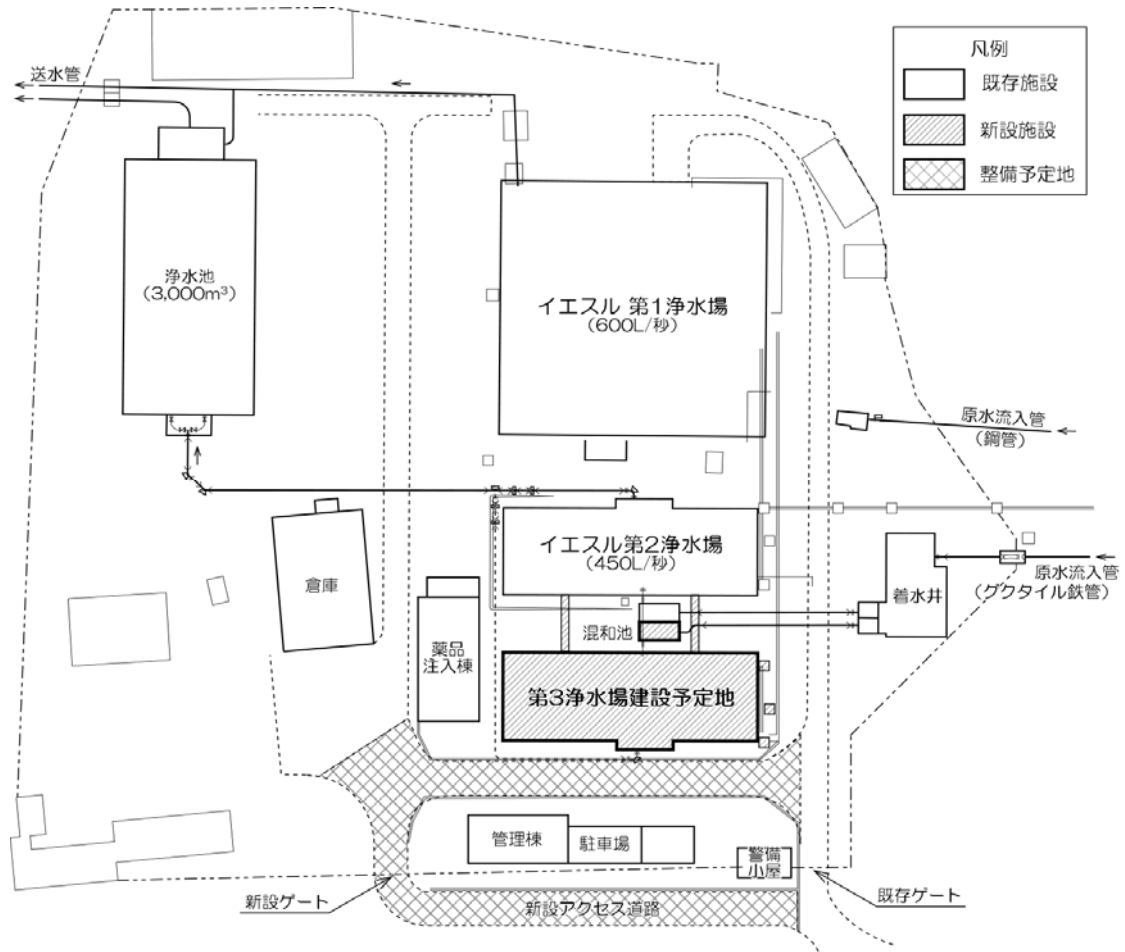 凡例
既存施設
新設施設
整備予定地
送水管
浄水池
(3,000m³)
イエスル 第1浄水場
(600L/秒)
原水流入管
(鋼管)
イエスル第2浄水場
(450L/秒)
原水流入管
(ダクタイル鉄管)
着水井
倉庫
混和池
薬品
注入棟
第3浄水場建設予定地
管理棟
駐車場
警備
小屋
新設ゲート
新設アクセス道路
既存ゲート